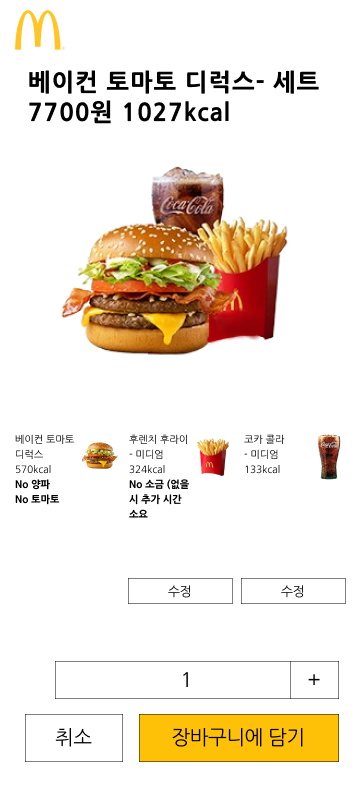 베이컨 토마토 디럭스- 세트
7700원 1027kcal
Coca-Cola
베이컨 토마토
디럭스
570kcal
No 양파
No 토마토
후렌치 후라이
- 미디엄
324kcal
No 소금 (없을
시 추가 시간
소요
코카 콜라
- 미디엄
133kcal
수정
수정
1
+
취소
장바구니에 담기